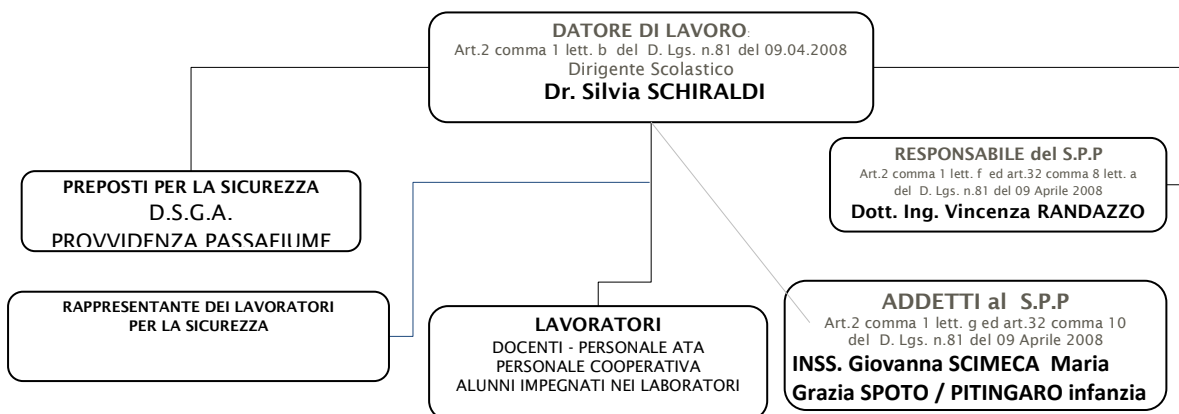 DATORE DI LAVORO:
Art.2 comma 1 lett. b del D. Lgs. n.81 del 09.04.2008
Dirigente Scolastico
Dr. Silvia SCHIRALDI
RESPONSABILE del S.P.P
Art.2 comma 1 lett. f ed art.32 comma 8 lett. a
del D. Lgs. n.81 del 09 Aprile 2008
Dott. Ing. Vincenza RANDAZZO
PREPOSTI PER LA SICUREZZA
D.S.G.A.
PROVVIDENZA PASSAFIUME
RAPPRESENTANTE DEI LAVORATORI
PER LA SICUREZZA
LAVORATORI
DOCENTI - PERSONALE ATA
PERSONALE COOPERATIVA
ALUNNI IMPEGNATI NEI LABORATORI
ADDETTI al S.P.P
Art.2 comma 1 lett. g ed art.32 comma 10
del D. Lgs. n.81 del 09 Aprile 2008
INSS. Giovanna SCIMECA Maria
Grazia SPOTO / PITINGARO infanzia